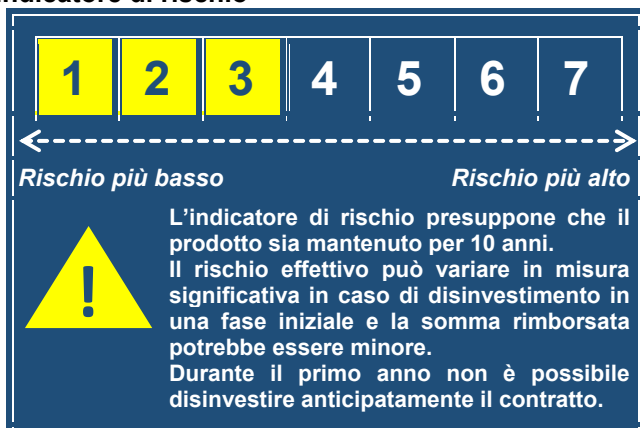 Indicatore di rischio
1 2 3 4 5 6 7
Rischio più basso Rischio più alto
L'indicatore di rischio presuppone che il
prodotto sia mantenuto per 10 anni.
Il rischio effettivo può variare in misura
significativa in caso di disinvestimento in
una fase iniziale e la somma rimborsata
potrebbe essere minore.
Durante il primo anno non è possibile
disinvestire anticipatamente il contratto.
!